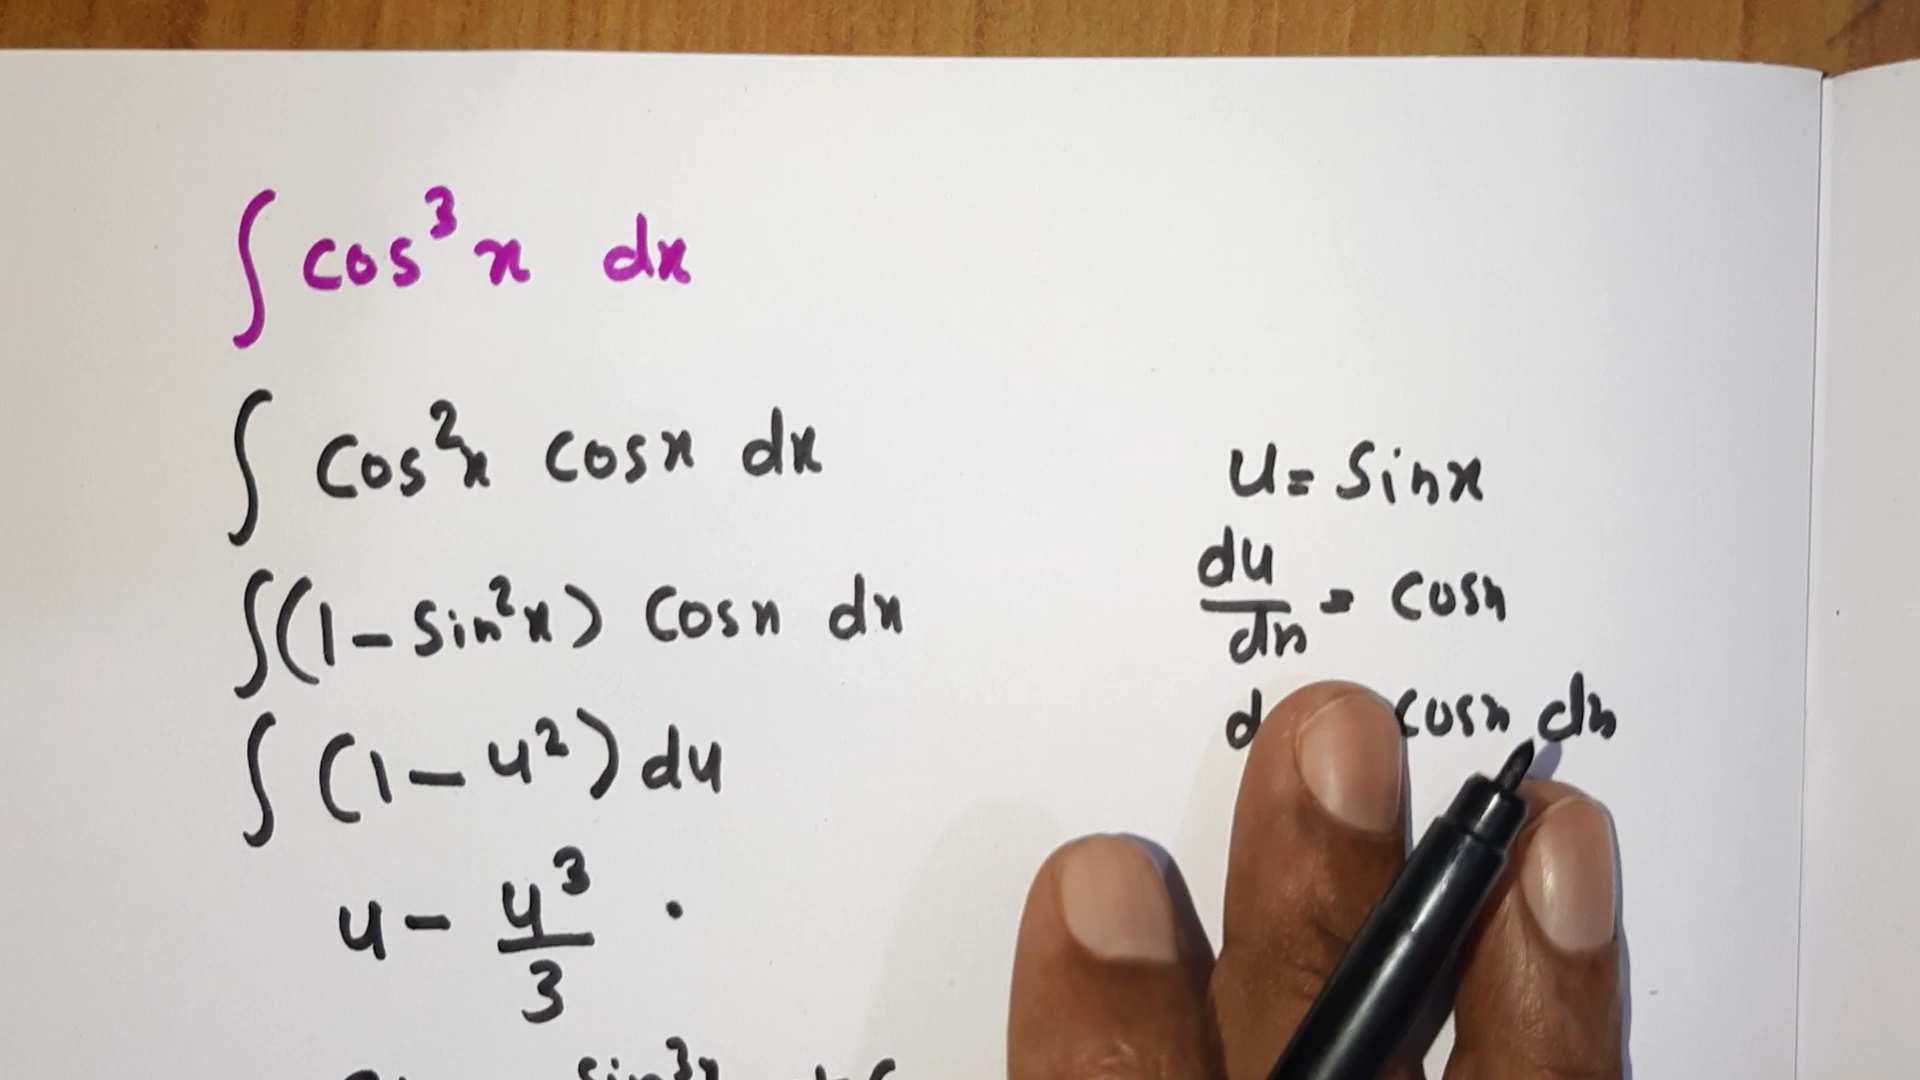 ∫ cos³x dx
∫ cos²x cosx dx
∫(1-sin²x) cosx dx
∫ (1-u²) du
u - u³/3 .
sin³x + c
u = sinx
du/dx = cosx
d cosx dx